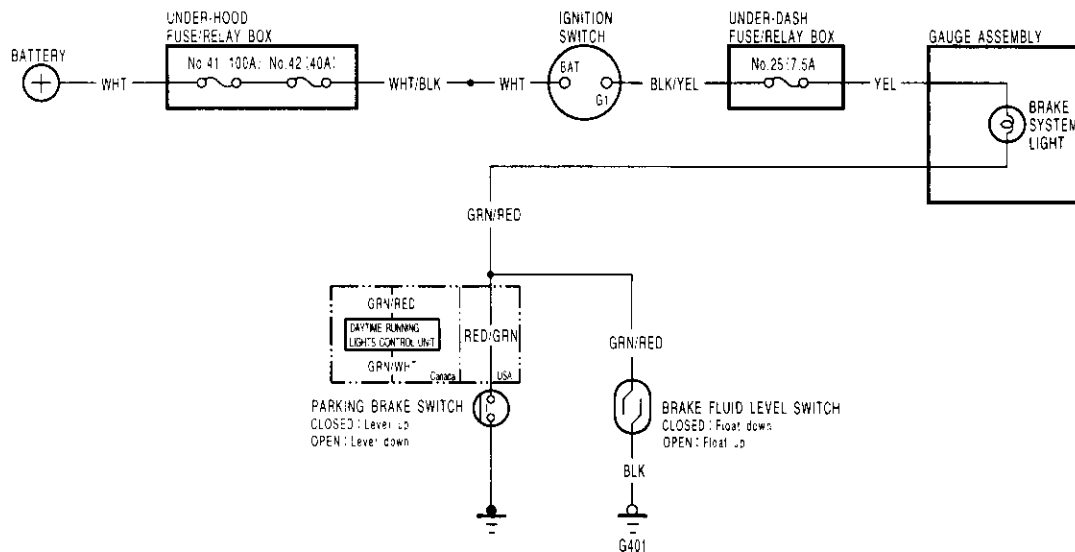 BATTERY
WHT
UNDER-HOOD
FUSE/RELAY BOX
No.41 100A: No.42 (40A)
WHT/BLK
WHT
IGNITION
SWITCH
BAT
G1
BLK/YEL
UNDER-DASH
FUSE/RELAY BOX
No.25 (7.5A
YEL
GAUGE ASSEMBLY
BRAKE
SYSTEM
LIGHT
GRN/RED
GRN/RED
DAYTIME RUNNING
LIGHTS CONTROL UNIT
GRN/WHT
Canada
RED/GRN
USA
GRN/RED
PARKING BRAKE SWITCH
CLOSED : Lever up
OPEN : Lever down
BRAKE FLUID LEVEL SWITCH
CLOSED : Float down
OPEN : Float up
BLK
G401